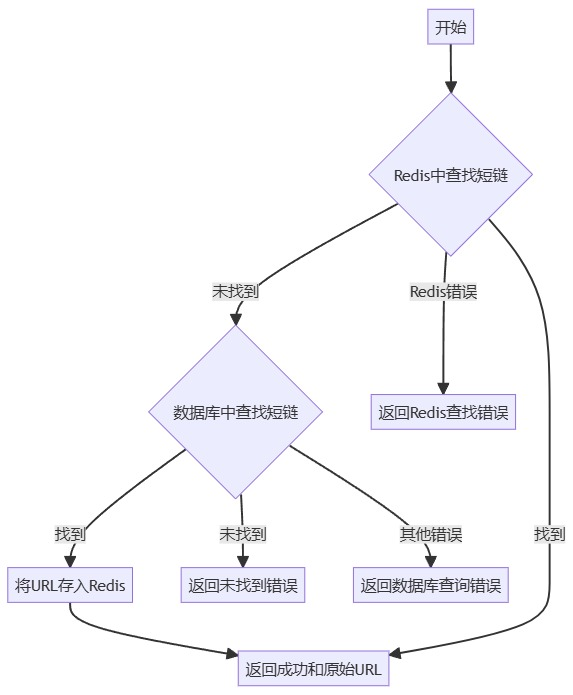 开始
Redis中查找短链
未找到
Redis错误
数据库中查找短链
返回Redis查找错误
找到
未找到
其他错误
找到
将URL存入Redis
返回未找到错误
返回数据库查询错误
返回成功和原始URL